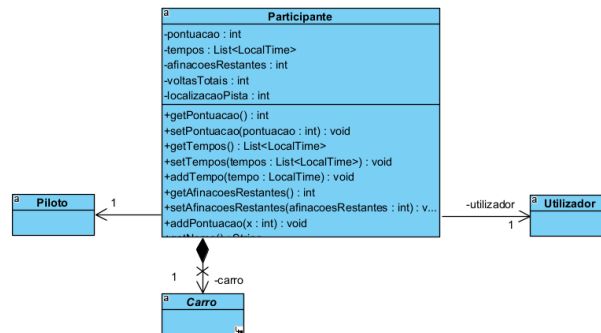 a
Participante
-pontuacao : int
-tempos : List<LocalTime>
-afinacoesRestantes : int
-voltasTotais : int
-localizacaoPista : int
+getPontuacao() : int
+setPontuacao(pontuacao : int) : void
+getTempos() : List<LocalTime>
+setTempos(tempos : List<LocalTime>) : void
+addTempo(tempo : LocalTime) : void
+getAfinacoesRestantes() : int
+setAfinacoesRestantes(afinacoesRestantes : int) : v...
+addPontuacao(x : int) : void
a
Piloto
1
-utilizador
1
a
Utilizador
1
-carro
a
Carro